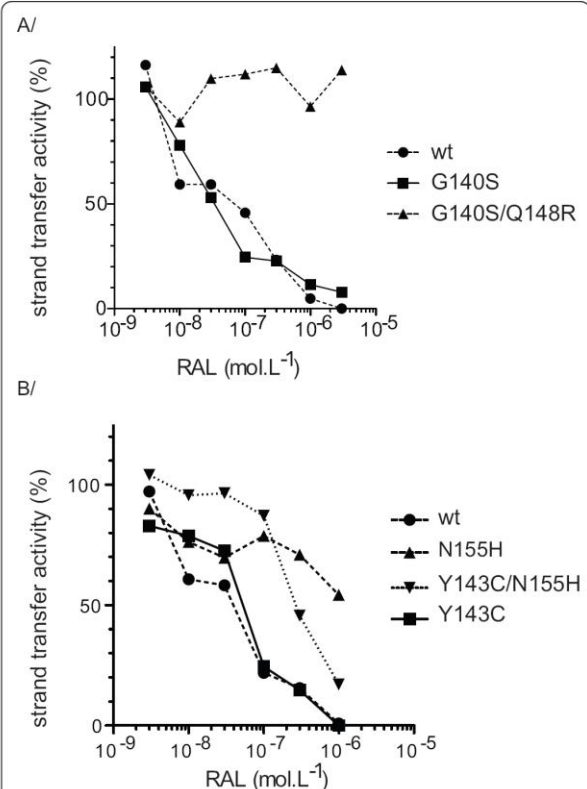 A/
strand transfer activity (%)
100
50
0
10⁻⁹ 10⁻⁸ 10⁻⁷ 10⁻⁶ 10⁻⁵
RAL (mol.L⁻¹)
wt
G140S
G140S/Q148R
B/
strand transfer activity (%)
100
50
0
10⁻⁹ 10⁻⁸ 10⁻⁷ 10⁻⁶ 10⁻⁵
RAL (mol.L⁻¹)
wt
N155H
Y143C/N155H
Y143C